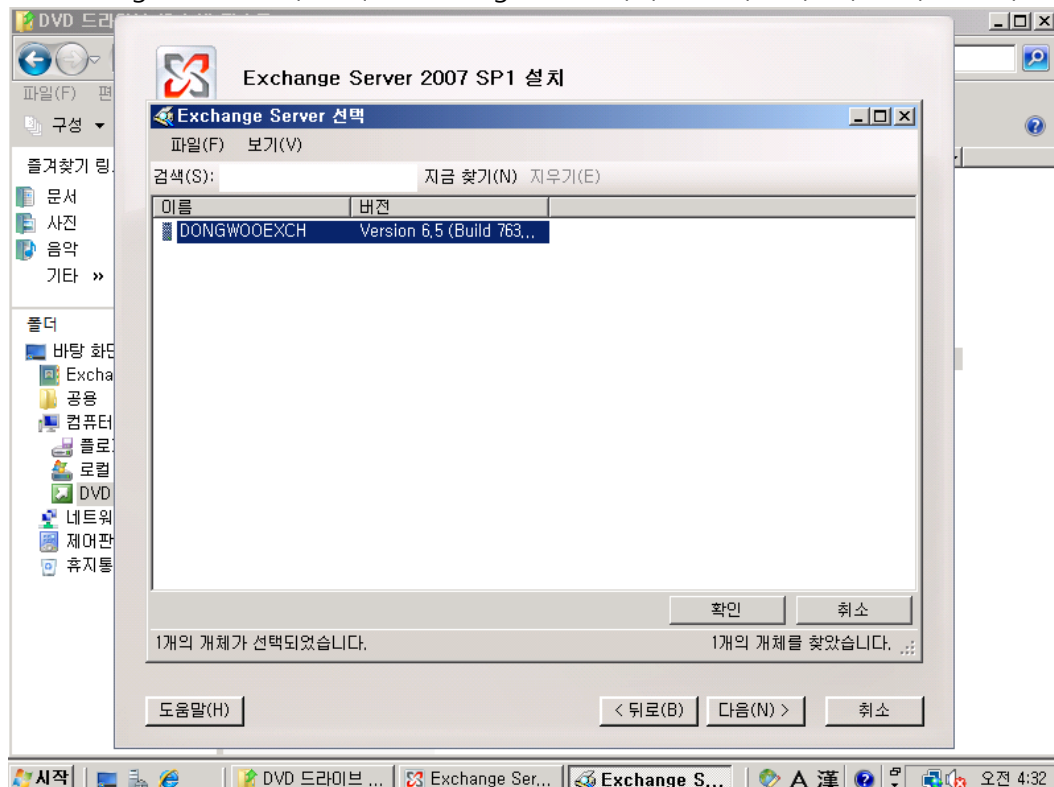 DVD 드라
파일(F) 편
구성
Exchange Server 2007 SP1 설치
Exchange Server 선택
파일(F) 보기(V)
검색(S): 지금 찾기(N) 지우기(E)
이름 버전
DONGWOOEXCH Version 6,5 (Build 763,,,
즐겨찾기 링
문서
사진
음악
기타 »
폴더
바탕 화면
Excha
공용
컴퓨터
플로
로컬
DVD
네트워
제어판
휴지통
확인 취소
1개의 개체가 선택되었습니다. 1개의 개체를 찾았습니다.
도움말(H) < 뒤로(B) 다음(N) > 취소
시작 DVD 드라이브 ... Exchange Ser... Exchange S... A 漢 오전 4:32